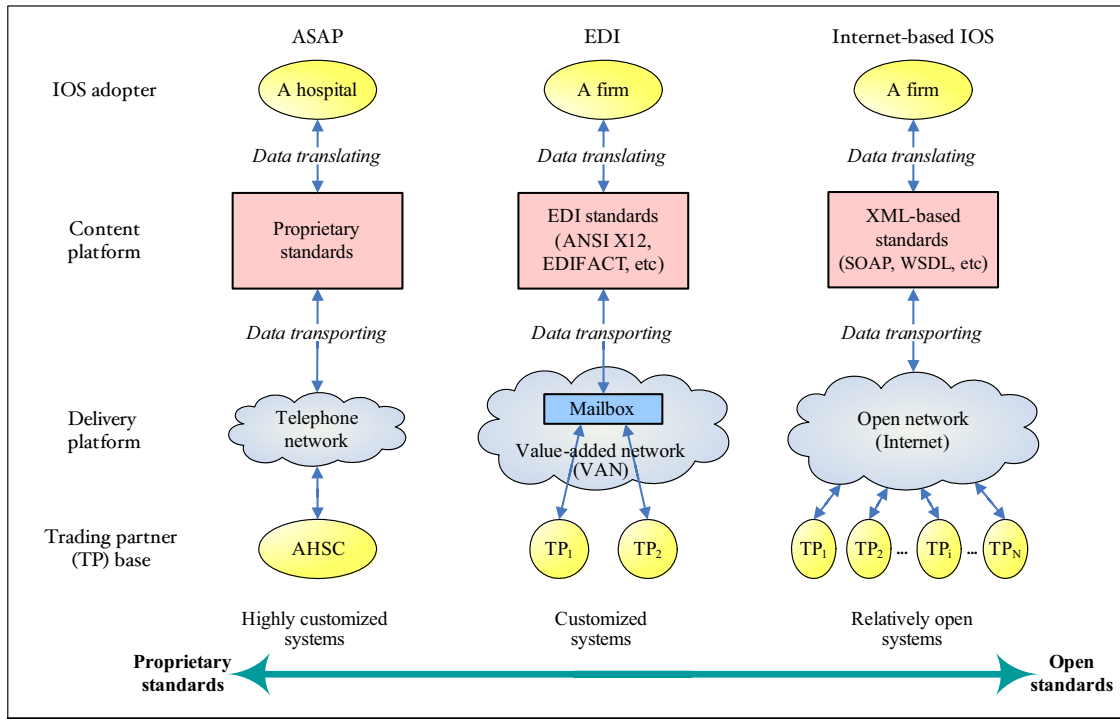 ASAP
EDI
Internet-based IOS
IOS adopter
A hospital
A firm
A firm
Data translating
Data translating
Data translating
Content
platform
Proprietary
standards
EDI standards
(ANSI X12,
EDIFACT, etc)
XML-based
standards
(SOAP, WSDL, etc)
Data transporting
Data transporting
Data transporting
Delivery
platform
Telephone
network
Mailbox
Value-added network
(VAN)
Open network
(Internet)
Trading partner
(TP) base
AHSC
TP1
TP2
TP1
TP2
...
TPi
...
TPN
Highly customized
systems
Customized
systems
Relatively open
systems
Proprietary
standards
Open
standards